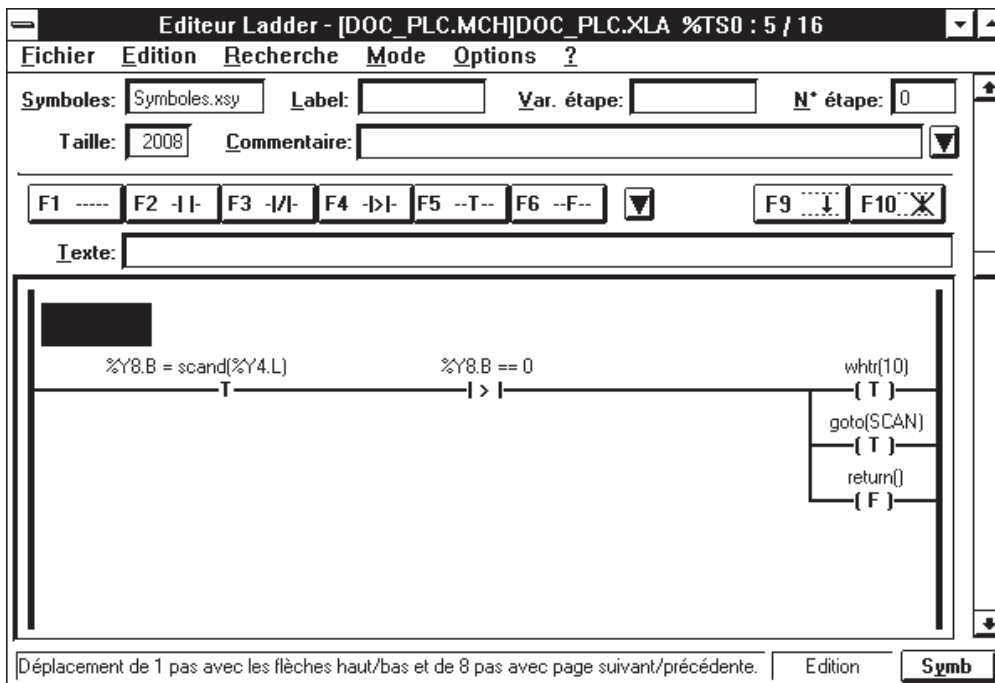 Editeur Ladder - [DOC_PLC.MCH]DOC_PLC.XLA %TS0 : 5 / 16
Fichier Edition Recherche Mode Options ?
Symboles: Symboles.xsy Label: Var. étape: N° étape: 0
Taille: 2008 Commentaire:
F1 ----- F2 -| |- F3 -|/|- F4 -|>|- F5 --T-- F6 --F-- F9 F10
Texte:
%Y8.B = scand(%Y4.L) %Y8.B == 0 whtr(10)
T | > | ( T )
goto(SCAN)
( T )
return()
( F )
Déplacement de 1 pas avec les flèches haut/bas et de 8 pas avec page suivant/précédente. Edition Symb